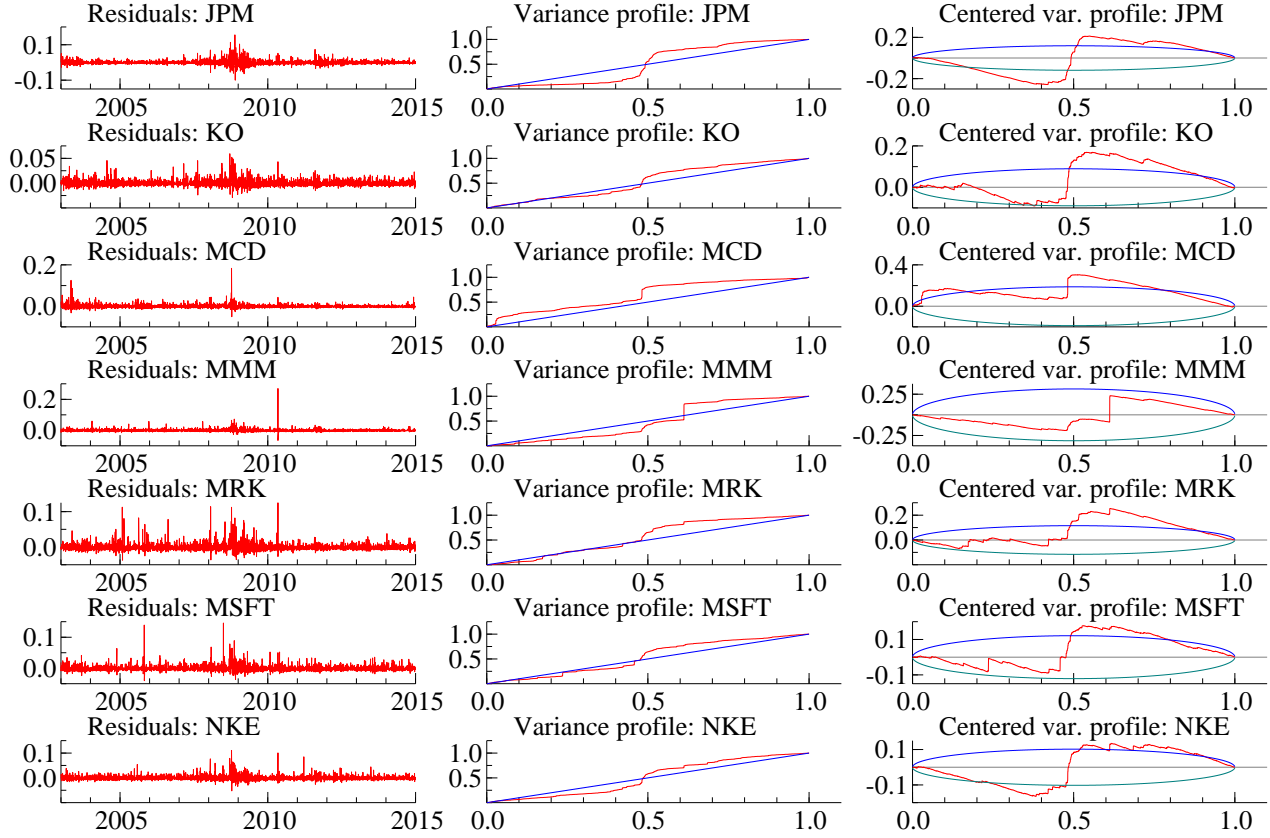 Residuals: JPM Variance profile: JPM Centered var. profile: JPM
0.1 1.0 0.2
-0.1 0.5 -0.2
2005 2010 2015 0.0 0.5 1.0 0.0 0.5 1.0
Residuals: KO Variance profile: KO Centered var. profile: KO
0.05 1.0 0.2
0.00 0.5 0.0
2005 2010 2015 0.0 0.5 1.0 0.0 0.5 1.0
Residuals: MCD Variance profile: MCD Centered var. profile: MCD
0.2 1.0 0.4
0.0 0.5 0.0
2005 2010 2015 0.0 0.5 1.0 0.0 0.5 1.0
Residuals: MMM Variance profile: MMM Centered var. profile: MMM
0.2 1.0 0.25
0.0 0.5 -0.25
2005 2010 2015 0.0 0.5 1.0 0.0 0.5 1.0
Residuals: MRK Variance profile: MRK Centered var. profile: MRK
0.1 1.0 0.2
0.0 0.5 0.0
2005 2010 2015 0.0 0.5 1.0 0.0 0.5 1.0
Residuals: MSFT Variance profile: MSFT Centered var. profile: MSFT
0.1 1.0 0.1
0.0 0.5 -0.1
2005 2010 2015 0.0 0.5 1.0 0.0 0.5 1.0
Residuals: NKE Variance profile: NKE Centered var. profile: NKE
0.1 1.0 0.1
0.0 0.5 -0.1
2005 2010 2015 0.0 0.5 1.0 0.0 0.5 1.0